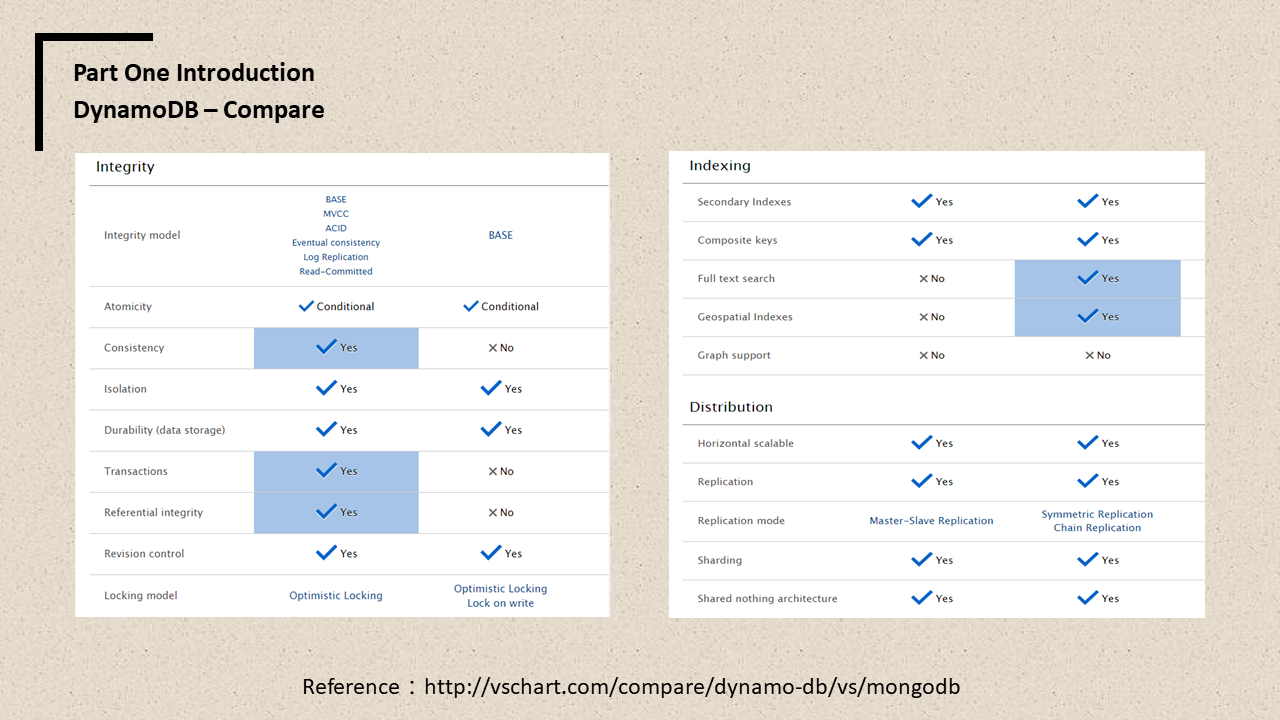 Part One Introduction
DynamoDB – Compare
Integrity
Integrity model
BASE
MVCC
ACID
Eventual consistency
Log Replication
Read-Committed
BASE
Atomicity Conditional Conditional
Consistency Yes No
Isolation Yes Yes
Durability (data storage) Yes Yes
Transactions Yes No
Referential integrity Yes No
Revision control Yes Yes
Locking model Optimistic Locking Optimistic Locking
Lock on write
Indexing
Secondary Indexes Yes Yes
Composite keys Yes Yes
Full text search No Yes
Geospatial Indexes No Yes
Graph support No No
Distribution
Horizontal scalable Yes Yes
Replication Yes Yes
Replication mode Master-Slave Replication Symmetric Replication
Chain Replication
Sharding Yes Yes
Shared nothing architecture Yes Yes
Reference：http://vschart.com/compare/dynamo-db/vs/mongodb